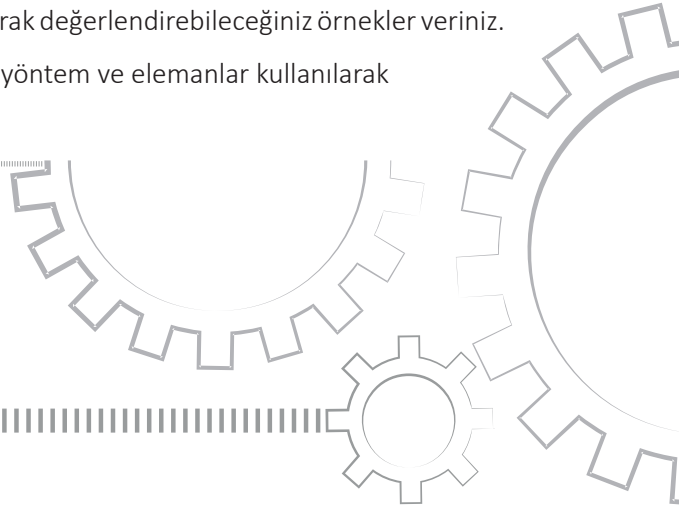 rak değerlendirebileceğiniz örnekler veriniz.
yöntem ve elemanlar kullanılarak